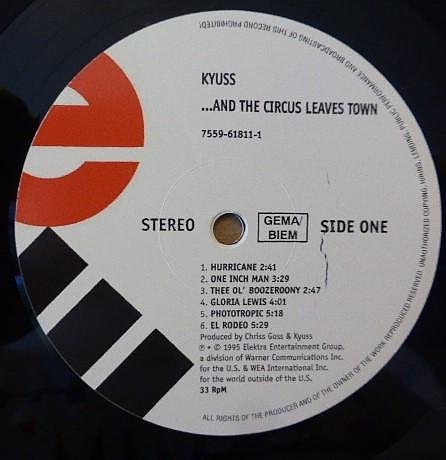 KYUSS
...AND THE CIRCUS LEAVES TOWN
7559-61811-1
STEREO
GEMA/
BIEM
SIDE ONE
1. HURRICANE 2:41
2. ONE INCH MAN 3:29
3. THEE OL' BOOZEROONY 2:47
4. GLORIA LEWIS 4:01
5. PHOTOTROPIC 5:18
6. EL RODEO 5:29
Produced by Chriss Goss & Kyuss
℗ • © 1995 Elektra Entertainment Group.
a division of Warner Communications Inc.
for the U.S. & WEA International Inc.
for the world outside of the U.S.
33 RpM
ALL RIGHTS OF THE PRODUCER AND OF THE OWNER OF THE WORK REPRODUCED RESERVED. UNAUTHORIZED COPYING, HIRING, LENDING, PUBLIC PERFORMANCE AND BROADCASTING OF THIS RECORD PROHIBITED!